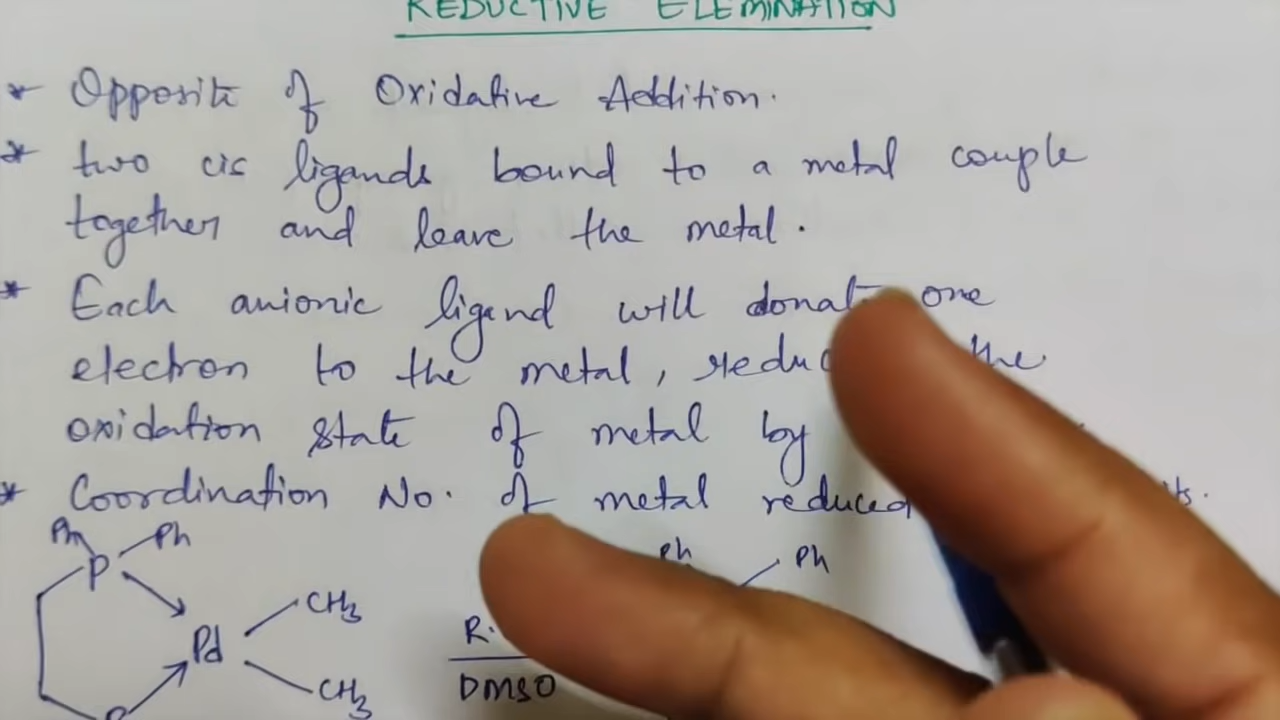 REDUCTIVE ELEMINATION
* Opposite of Oxidative Addition.
* two cis ligands bound to a metal couple
together and leave the metal.
* Each anionic ligand will donate one
electron to the metal, the
oxidation state of metal by
* Coordination No. of metal reduced
Ph Ph Ph Ph
P
CH3
Pd
R.
CH3
DMSO